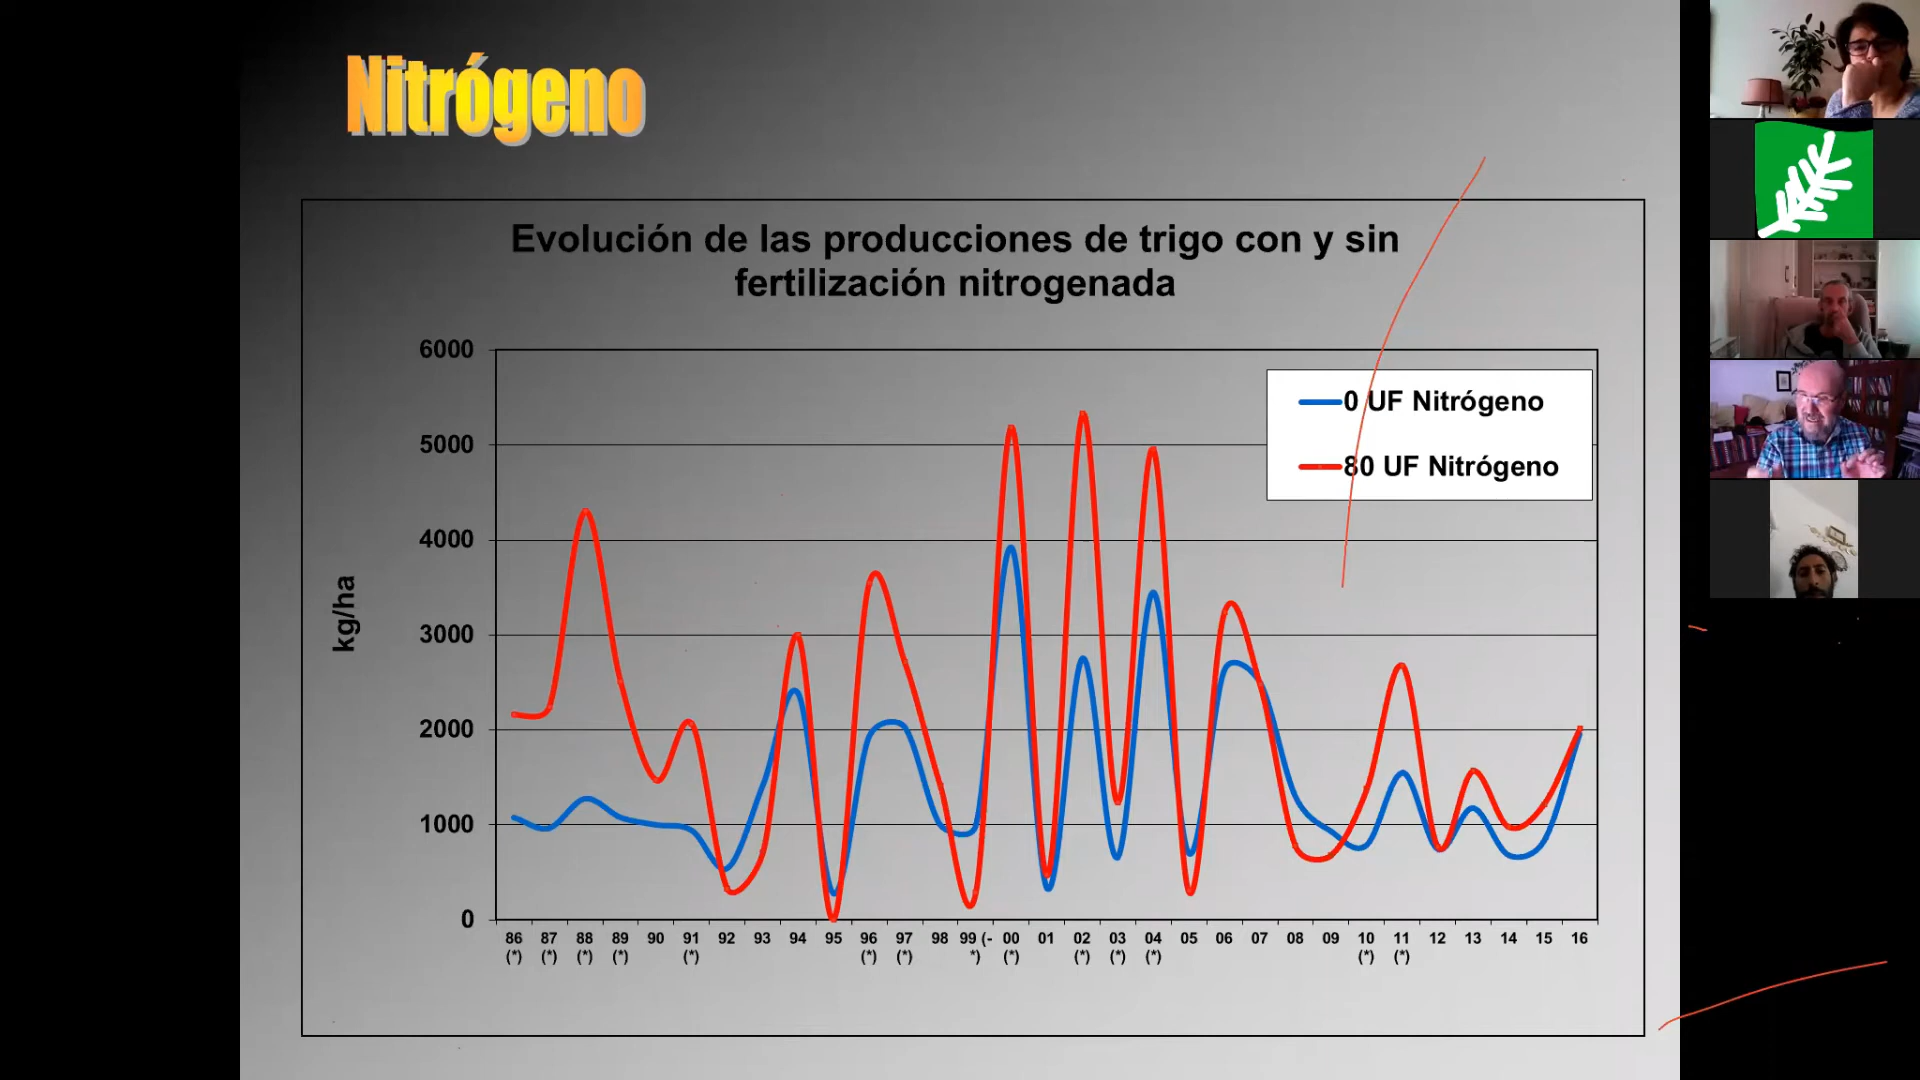 Nitrógeno
Evolución de las producciones de trigo con y sin
fertilización nitrogenada
6000
5000
4000
3000
2000
1000
0
kg/ha
0 UF Nitrógeno
80 UF Nitrógeno
86 87 88 89 90 91 92 93 94 95 96 97 98 99 (- 00 01 02 03 04 05 06 07 08 09 10 11 12 13 14 15 16
(*) (*) (*) (*) (*) (*) (*) *) (*) (*) (*) (*) (*) (*)